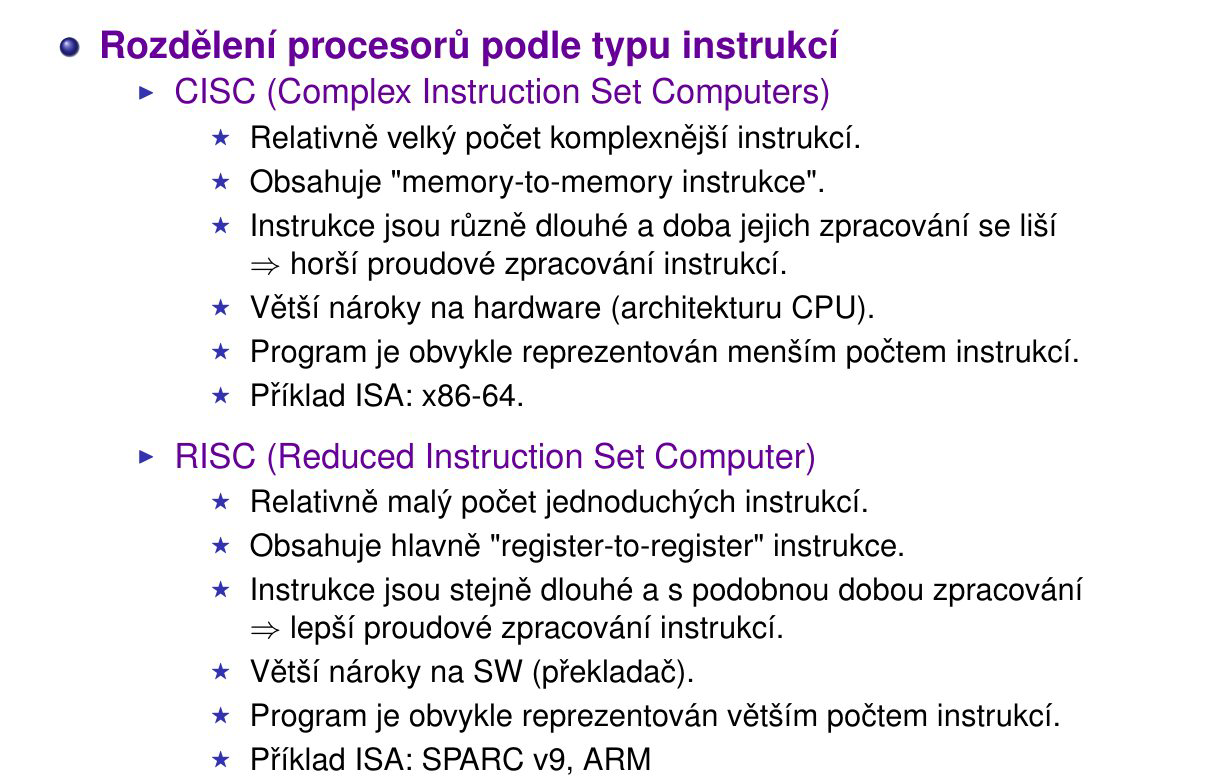 Rozdělení procesorů podle typu instrukcí
CISC (Complex Instruction Set Computers)
Relativně velký počet komplexnější instrukcí.
Obsahuje "memory-to-memory instrukce".
Instrukce jsou různě dlouhé a doba jejich zpracování se liší
⇒ horší proudové zpracování instrukcí.
Větší nároky na hardware (architekturu CPU).
Program je obvykle reprezentován menším počtem instrukcí.
Příklad ISA: x86-64.
RISC (Reduced Instruction Set Computer)
Relativně malý počet jednoduchých instrukcí.
Obsahuje hlavně "register-to-register" instrukce.
Instrukce jsou stejně dlouhé a s podobnou dobou zpracování
⇒ lepší proudové zpracování instrukcí.
Větší nároky na SW (překladač).
Program je obvykle reprezentován větším počtem instrukcí.
Příklad ISA: SPARC v9, ARM